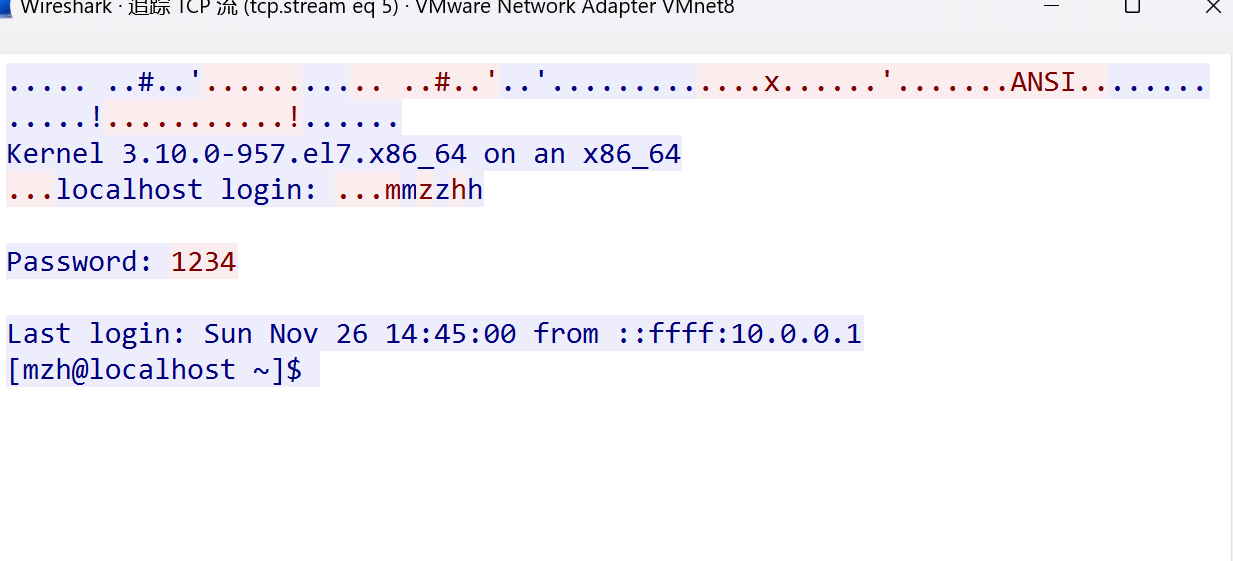 Wireshark · 追踪 TCP 流 (tcp.stream eq 5) · VMware Network Adapter VMnet8
..... ..#..'........... ..#..'..'.............x......'.......ANSI........
.....!...........!......
Kernel 3.10.0-957.el7.x86_64 on an x86_64
...localhost login: ...mmzzhh
Password: 1234
Last login: Sun Nov 26 14:45:00 from ::ffff:10.0.0.1
[mzh@localhost ~]$